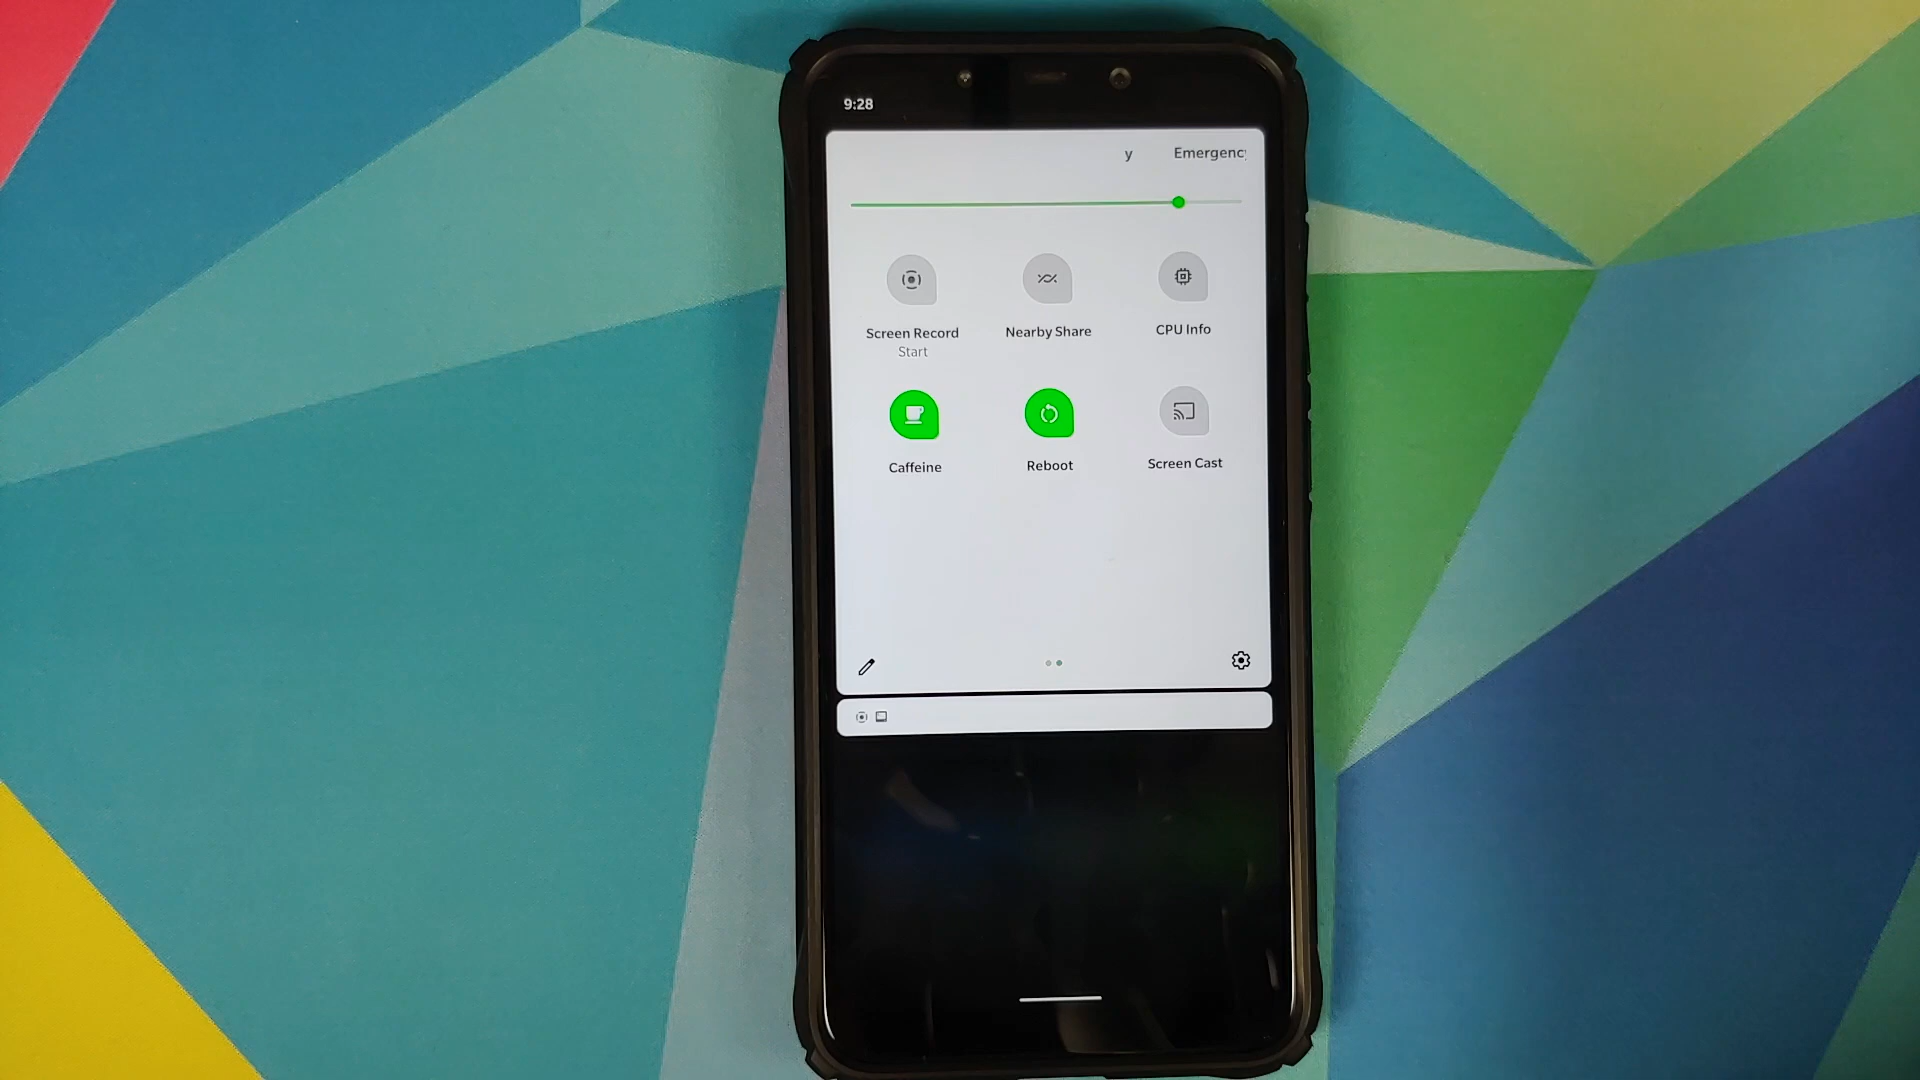 9:28
y Emergenc
Screen Record
Start
Nearby Share
CPU Info
Caffeine
Reboot
Screen Cast